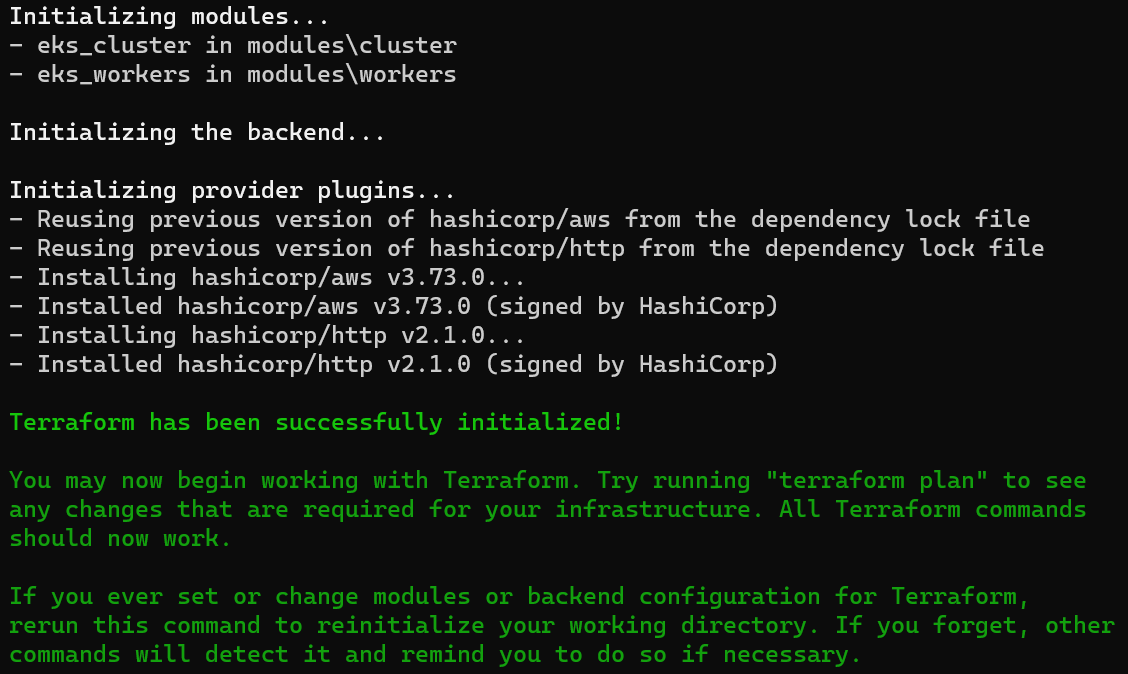 Initializing modules...
- eks_cluster in modules\cluster
- eks_workers in modules\workers
Initializing the backend...
Initializing provider plugins...
- Reusing previous version of hashicorp/aws from the dependency lock file
- Reusing previous version of hashicorp/http from the dependency lock file
- Installing hashicorp/aws v3.73.0...
- Installed hashicorp/aws v3.73.0 (signed by HashiCorp)
- Installing hashicorp/http v2.1.0...
- Installed hashicorp/http v2.1.0 (signed by HashiCorp)
Terraform has been successfully initialized!
You may now begin working with Terraform. Try running "terraform plan" to see
any changes that are required for your infrastructure. All Terraform commands
should now work.
If you ever set or change modules or backend configuration for Terraform,
rerun this command to reinitialize your working directory. If you forget, other
commands will detect it and remind you to do so if necessary.